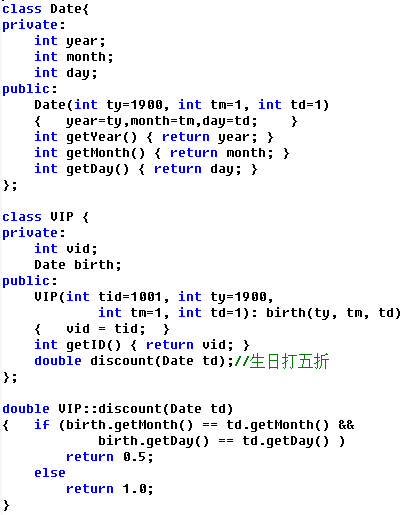 class Date{
private:
    int year;
    int month;
    int day;
public:
    Date(int ty=1900, int tm=1, int td=1)
    {   year=ty,month=tm,day=td;    }
    int getYear() { return year; }
    int getMonth() { return month; }
    int getDay() { return day; }
};

class VIP {
private:
    int vid;
    Date birth;
public:
    VIP(int tid=1001, int ty=1900,
            int tm=1, int td=1): birth(ty, tm, td)
    {   vid = tid;  }
    int getID() { return vid; }
    double discount(Date td);//生日打五折
};

double VIP::discount(Date td)
{   if (birth.getMonth() == td.getMonth() &&
            birth.getDay() == td.getDay() )
        return 0.5;
    else
        return 1.0;
}